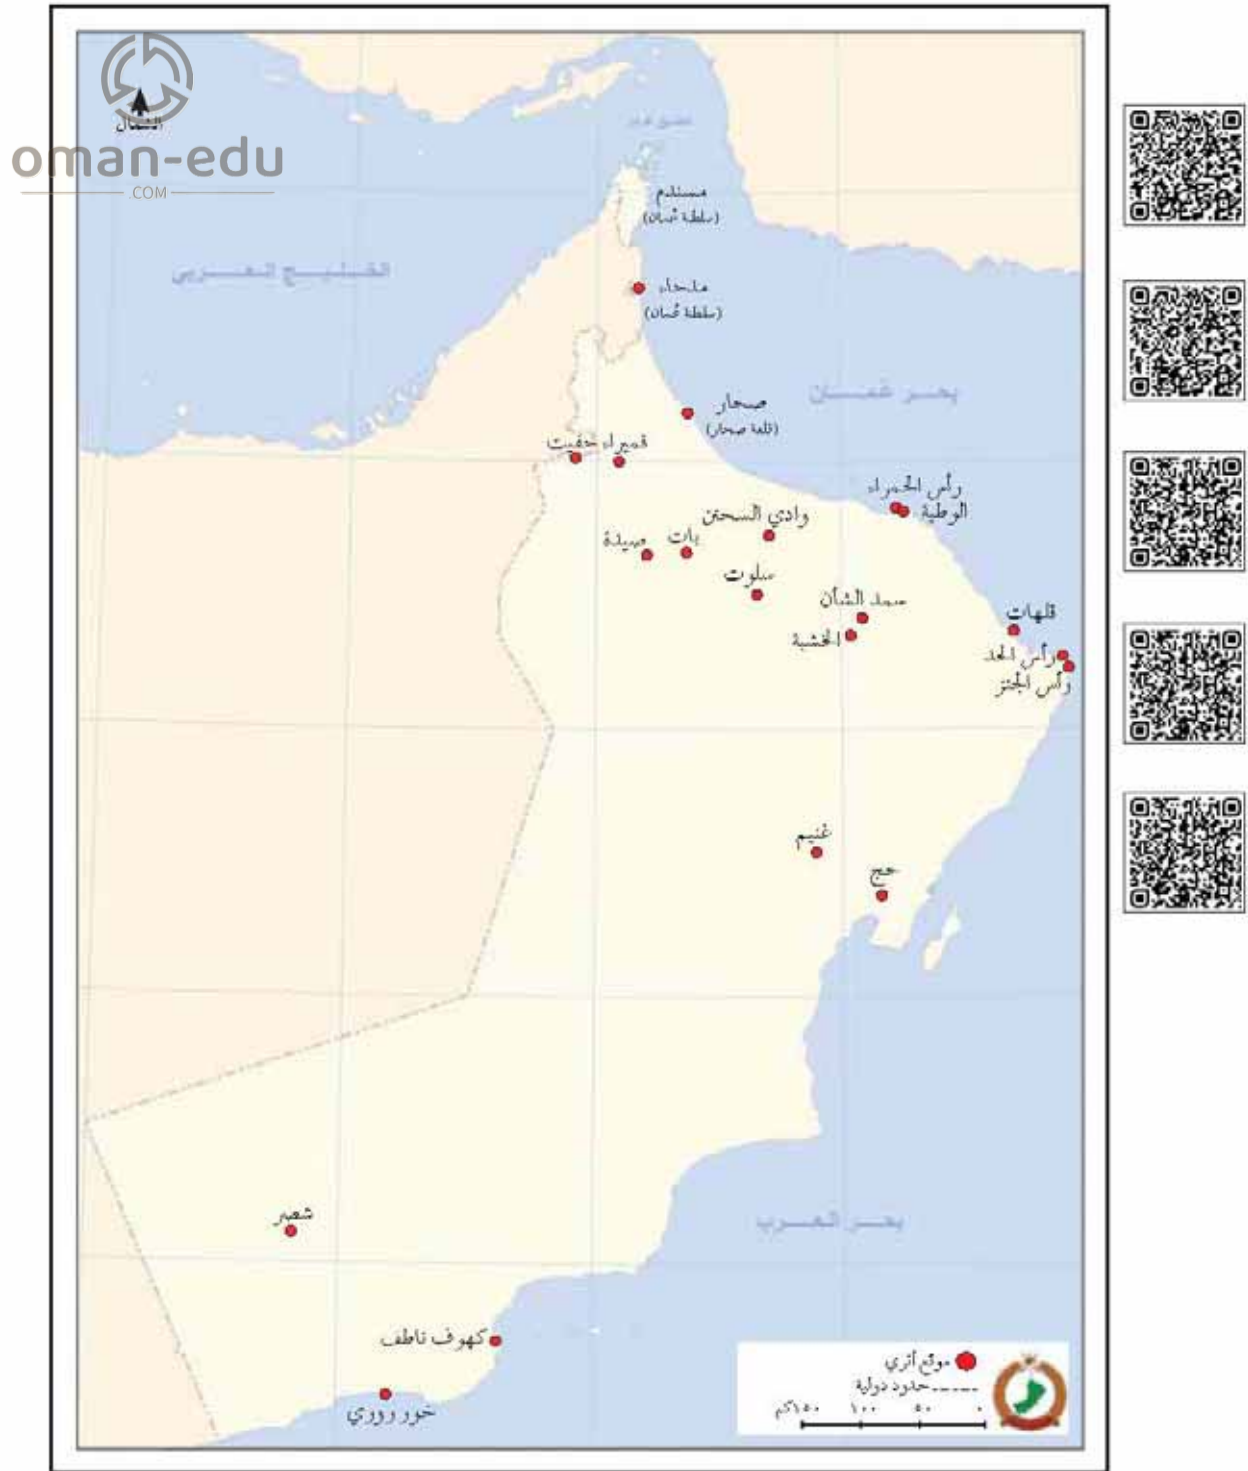 الشمال
oman-edu
.COM
مسندم
(سلطنة عُمان)
الخليج العربي
مدحاء
(سلطنة عُمان)
بحر عُمان
صحار
(قلعة صحار)
قميراء
حفيت
رأس الحمراء
الوطية
وادي السحتن
بات
صيدة
سلوت
سمد الشأن
الخشبة
قلهات
رأس الحد
رأس الجنز
غنيم
حج
شصر
بحر العرب
كهوف ناطف
خور روري
موقع أثري
حدود دولية
٠ ٥٠ ١٠٠ ١٥٠كم